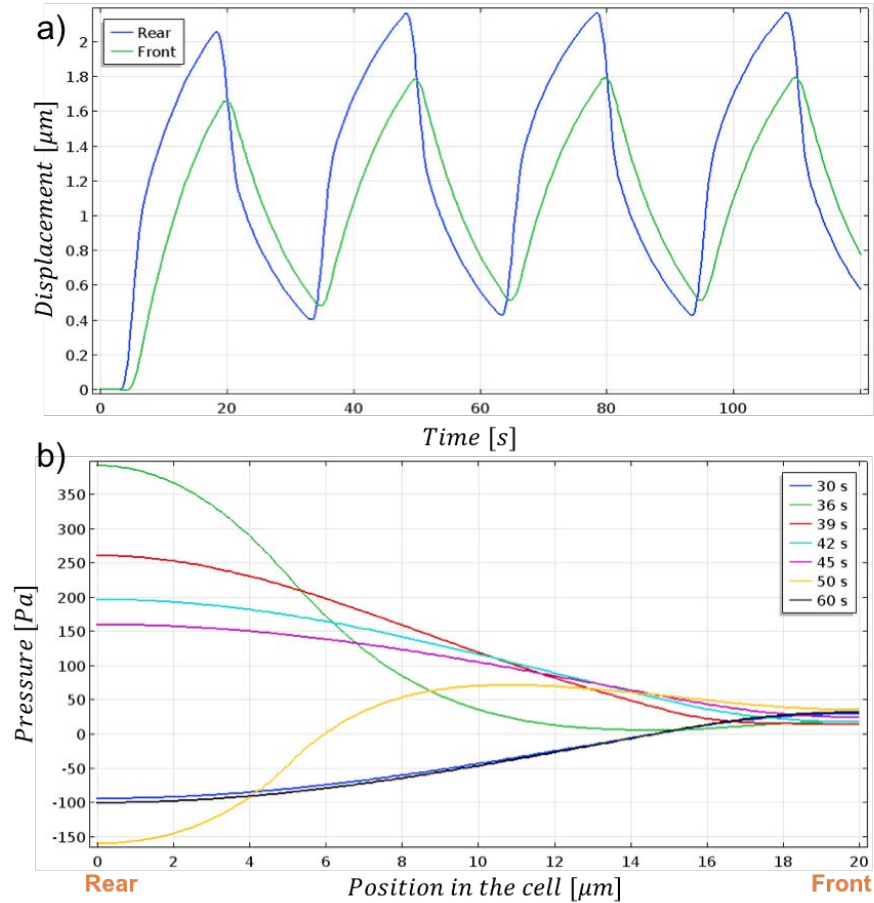 a)
Rear
Front
2
1.8
1.6
1.4
1.2
1
0.8
0.6
0.4
0.2
0
Displacement [μm]
0 20 40 60 80 100
Time [s]
b)
30 s
36 s
39 s
42 s
45 s
50 s
60 s
350
300
250
200
150
100
50
0
-50
-100
-150
Pressure [Pa]
0 2 4 6 8 10 12 14 16 18 20
Rear Position in the cell [μm] Front